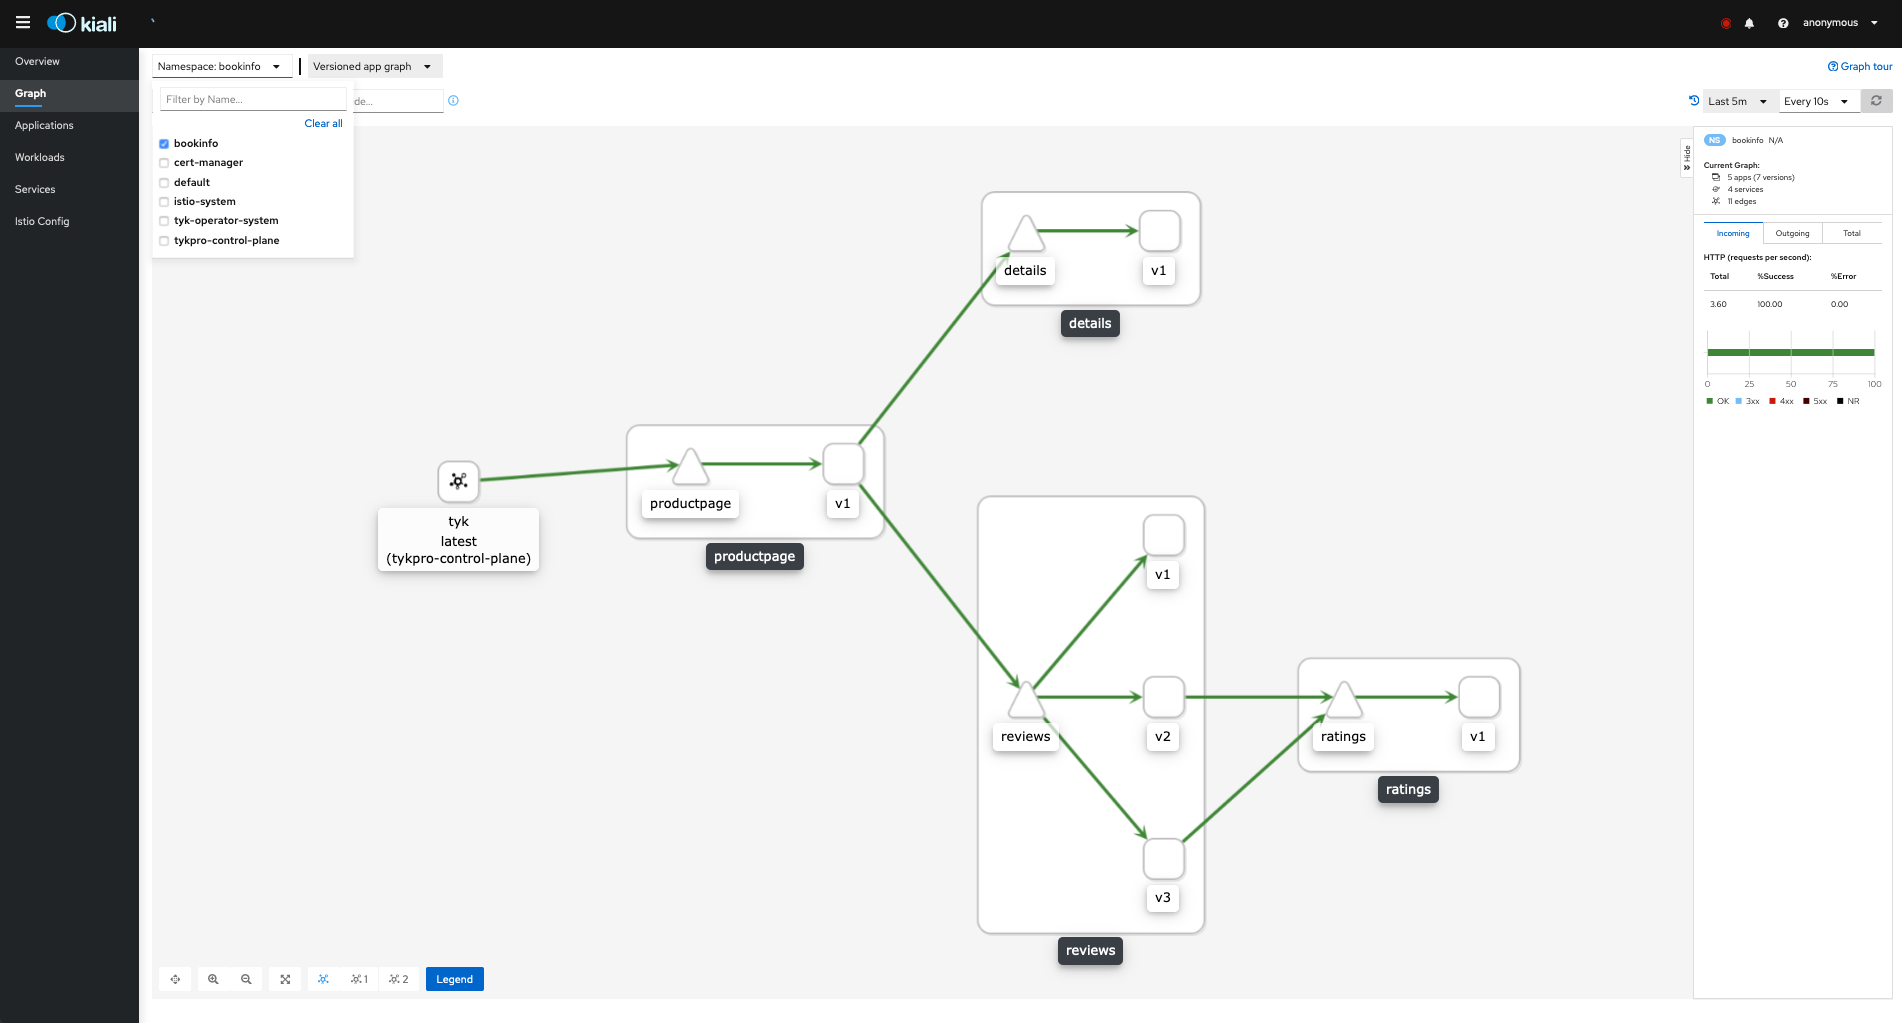 kiali
anonymous
Overview
Graph
Applications
Workloads
Services
Istio Config
Namespace: bookinfo
Versioned app graph
Graph tour
Filter by Name...
de...
Last 5m
Every 10s
Clear all
bookinfo
cert-manager
default
istio-system
tyk-operator-system
tykpro-control-plane
details
v1
details
productpage
v1
productpage
tyk
latest
(tykpro-control-plane)
v1
reviews
v2
v3
reviews
ratings
v1
ratings
Hide
NS bookinfo N/A
Current Graph:
5 apps (7 versions)
4 services
11 edges
Incoming Outgoing Total
HTTP (requests per second):
Total %Success %Error
3.60 100.00 0.00
0 25 50 75 100
OK 3xx 4xx 5xx NR
1
2
Legend